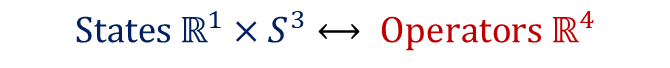 States ℝ¹ × S³ ⟷ Operators ℝ⁴